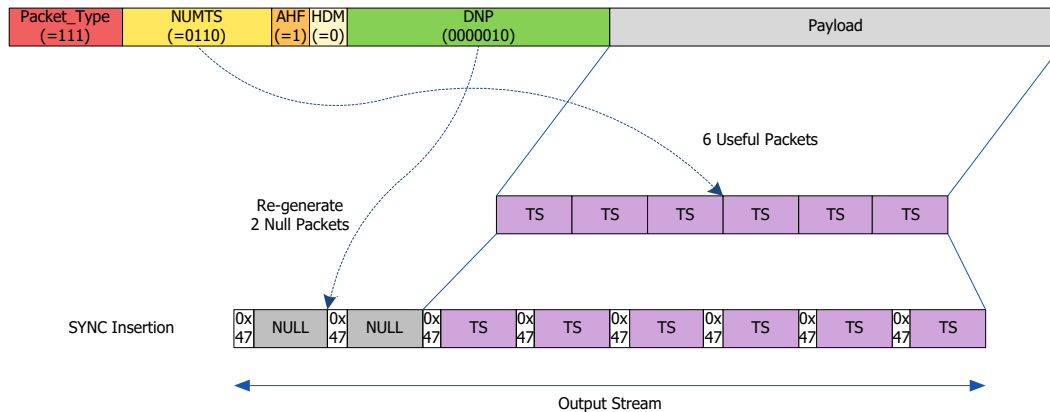 Packet_Type NUMTS AHF HDM DNP Payload
(=111) (=0110) (=1) (=0) (0000010)
6 Useful Packets
Re-generate
2 Null Packets
TS TS TS TS TS TS
SYNC Insertion
0x 0x 0x 0x 0x 0x 0x 0x
NULL NULL TS TS TS TS TS TS
47 47 47 47 47 47 47 47
Output Stream